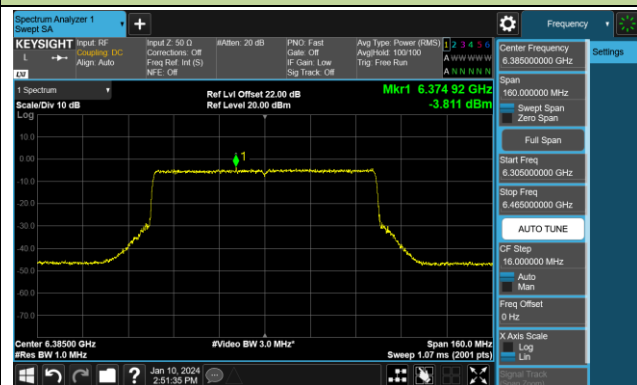 Spectrum Analyzer 1
Swept SA
Frequency
KEYSIGHT
Input: RF
Coupling: DC
Align: Auto
Input Z: 50 Ω
Corrections: Off
Freq Ref: Int (S)
NFE: Off
#Atten: 20 dB
PNO: Fast
Gate: Off
IF Gain: Low
Sig Track: Off
Avg Type: Power (RMS)
Avg|Hold: 100/100
Trig: Free Run
1 2 3 4 5 6
A W W W W W
A N N N N N
L
LXI
1 Spectrum
Scale/Div 10 dB
Ref Lvl Offset 22.00 dB
Ref Level 20.00 dBm
Mkr1 6.374 92 GHz
-3.811 dBm
Log
10.0
0.00
-10.0
-20.0
-30.0
-40.0
-50.0
-60.0
-70.0
1
Center 6.38500 GHz
#Res BW 1.0 MHz
#Video BW 3.0 MHz*
Span 160.0 MHz
Sweep 1.07 ms (2001 pts)
Center Frequency
6.385000000 GHz
Settings
Span
160.000000 MHz
Swept Span
Zero Span
Full Span
Start Freq
6.305000000 GHz
Stop Freq
6.465000000 GHz
AUTO TUNE
CF Step
16.000000 MHz
Auto
Man
Freq Offset
0 Hz
X Axis Scale
Log
Lin
Signal Track
Jan 10, 2024
2:51:35 PM